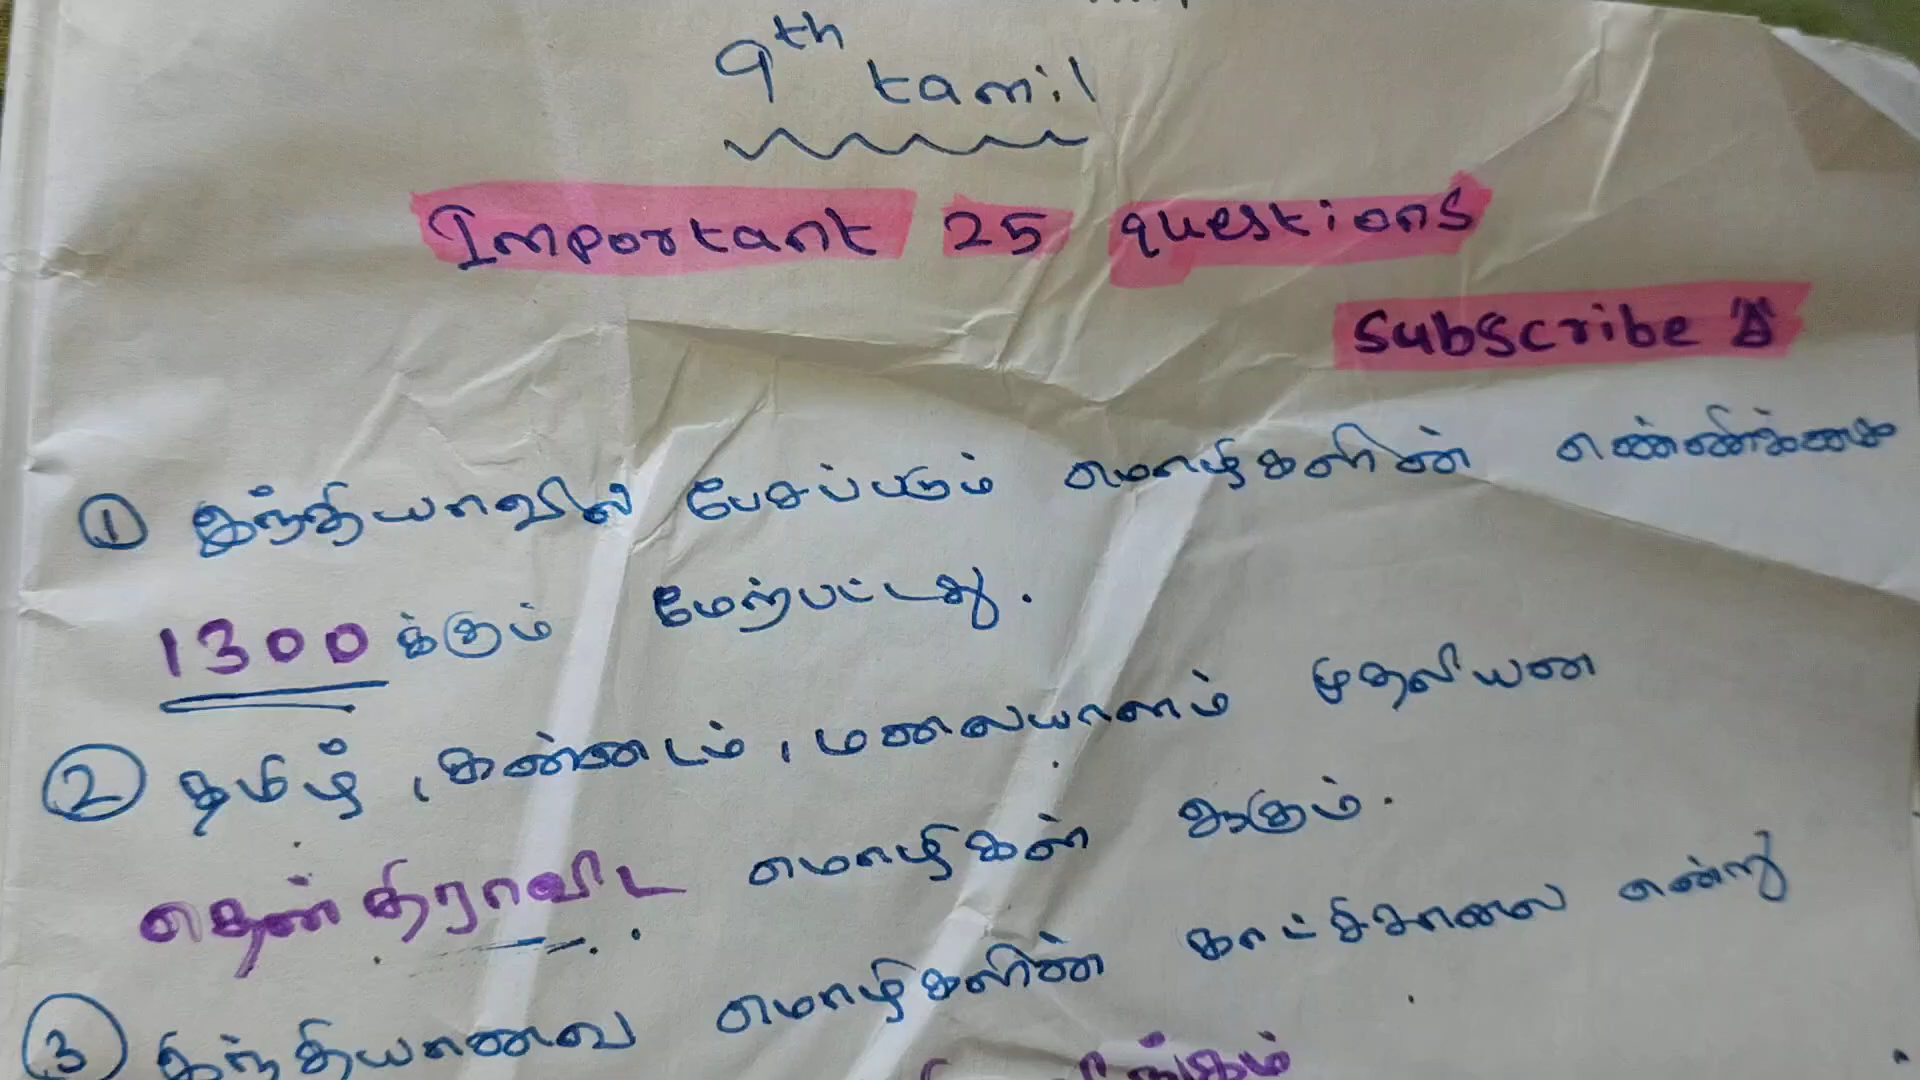 9th tamil
Important 25 questions
Subscribe
① இந்தியாவில் பேசப்படும் மொழிகளின் எண்ணிக்கை
1300 க்கும் மேற்பட்டது.
② தமிழ், கன்னடம், மலையாளம் முதலியன
தென் திராவிட மொழிகள் ஆகும்.
③ இந்தியாவை மொழிகளின் காட்சிசாலை என்று